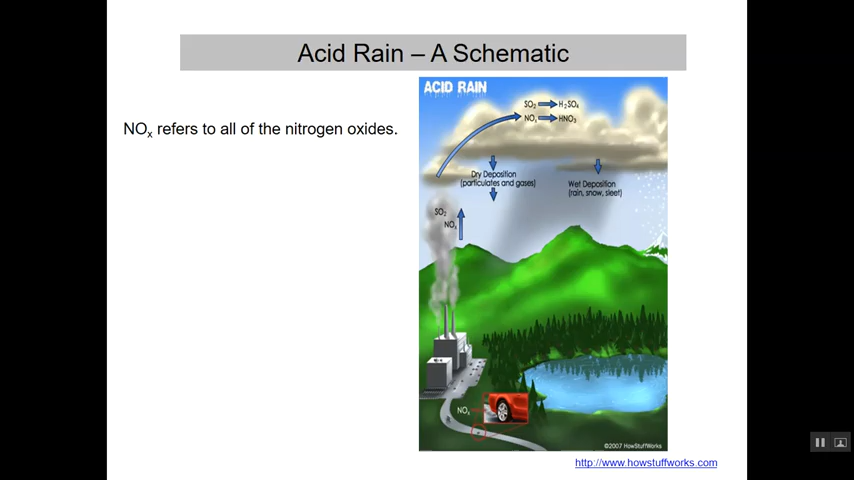 Acid Rain – A Schematic
NOx refers to all of the nitrogen oxides.
ACID RAIN
SO2 H2SO4
NOx HNO3
Dry Deposition
(particulates and gases)
Wet Deposition
(rain, snow, sleet)
SO2
NOx
NOx
©2007 HowStuffWorks
http://www.howstuffworks.com